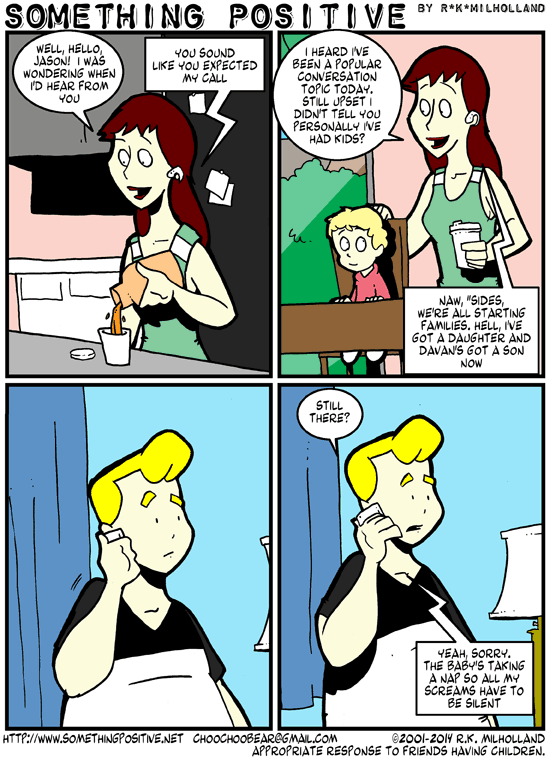 SOMETHING POSITIVE BY R*K*MILHOLLAND
WELL, HELLO,
JASON! I WAS
WONDERING WHEN
I'D HEAR FROM
YOU
YOU SOUND
LIKE YOU EXPECTED
MY CALL
I HEARD I'VE
BEEN A POPULAR
CONVERSATION
TOPIC TODAY.
STILL UPSET I
DIDN'T TELL YOU
PERSONALLY I'VE
HAD KIDS?
NAW, "SIDES,
WE'RE ALL STARTING
FAMILIES. HELL, I'VE
GOT A DAUGHTER AND
DAVAN'S GOT A SON
NOW
STILL
THERE?
YEAH, SORRY.
THE BABY'S TAKING
A NAP SO ALL MY
SCREAMS HAVE TO
BE SILENT
HTTP://WWW.SOMETHINGPOSITIVE.NET CHOOCHOOBEAR@GMAIL.COM ©2001-2014 R.K. MILHOLLAND
APPROPRIATE RESPONSE TO FRIENDS HAVING CHILDREN.